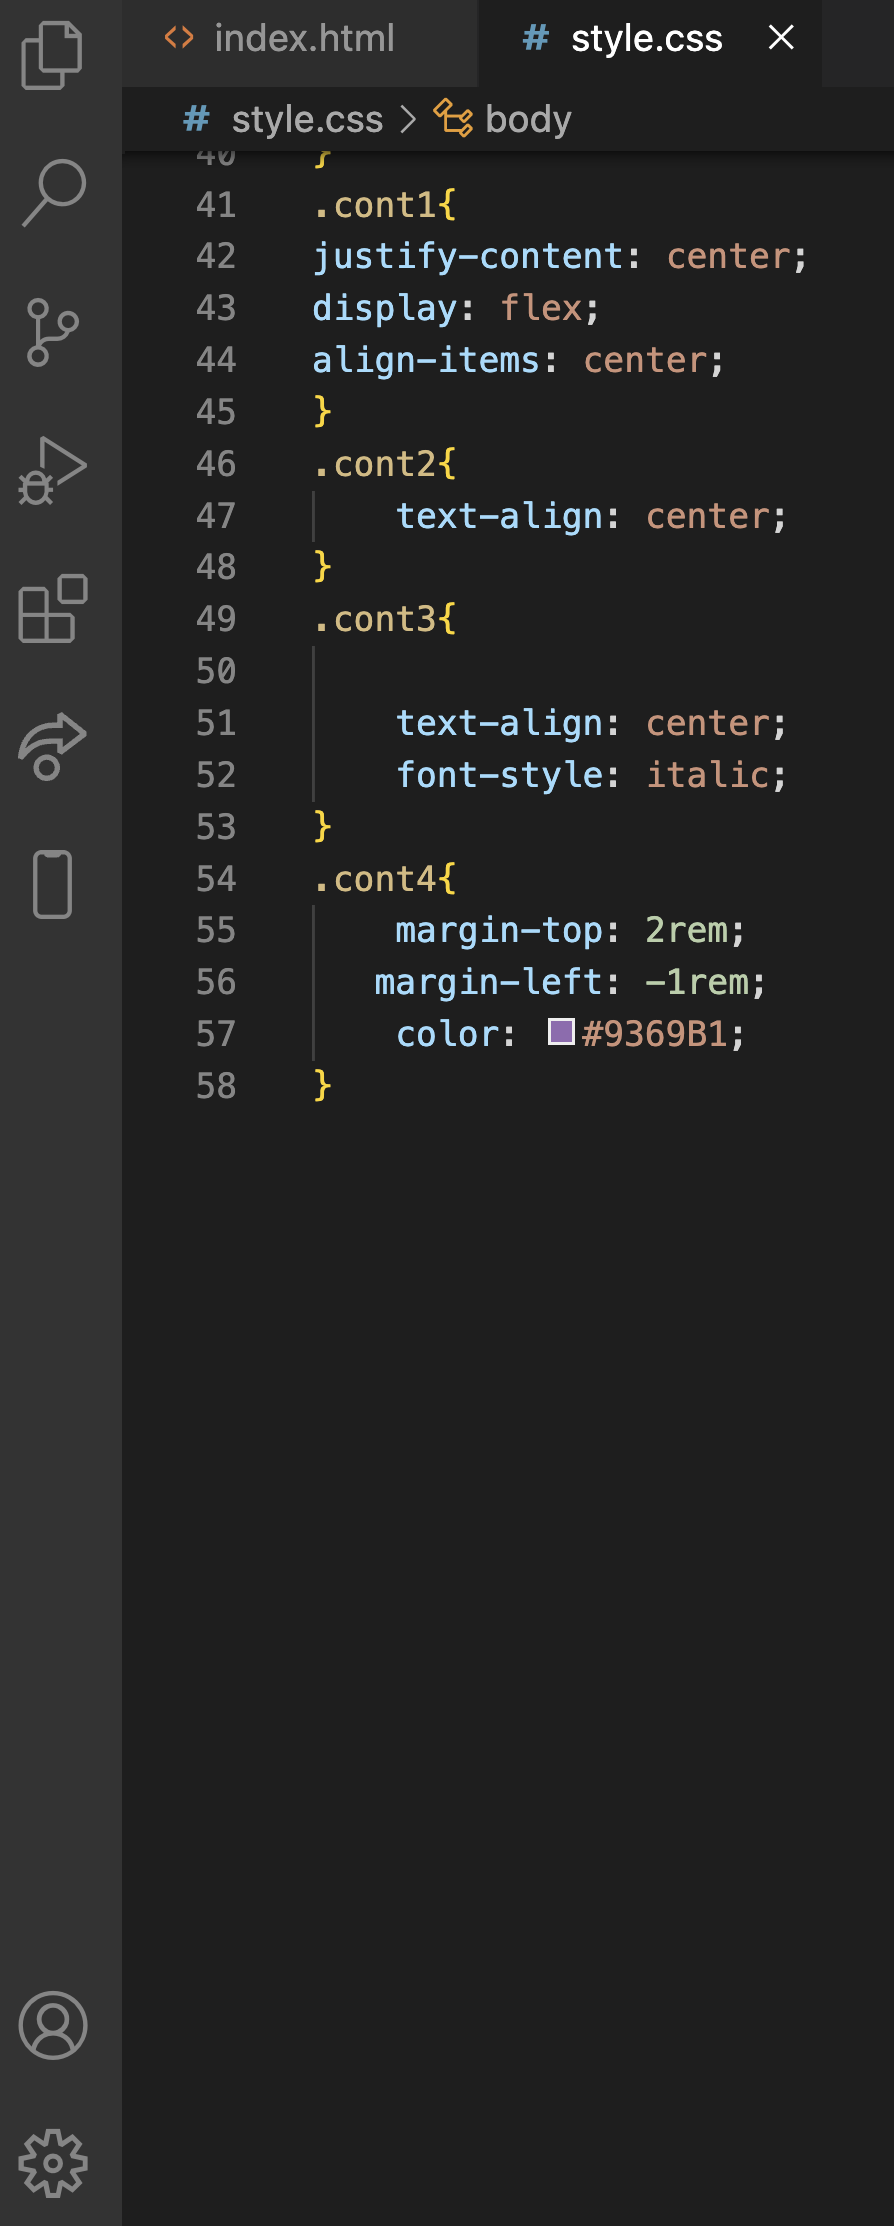 index.html # style.css
# style.css > body
40 }
41 .cont1{
42 justify-content: center;
43 display: flex;
44 align-items: center;
45 }
46 .cont2{
47 text-align: center;
48 }
49 .cont3{
50
51 text-align: center;
52 font-style: italic;
53 }
54 .cont4{
55 margin-top: 2rem;
56 margin-left: -1rem;
57 color: #9369B1;
58 }